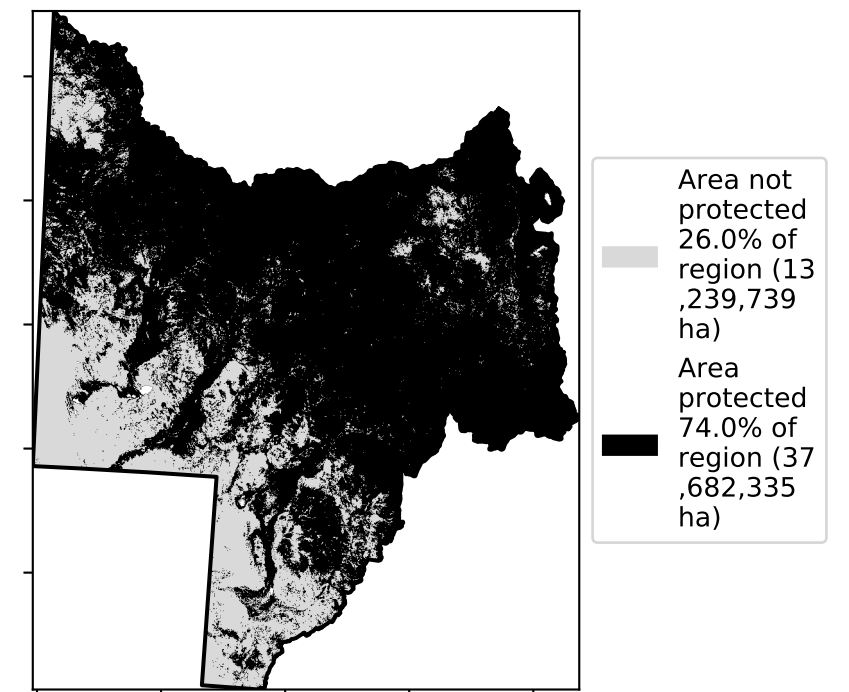 Area not
protected
26.0% of
region (13
,239,739
ha)
Area
protected
74.0% of
region (37
,682,335
ha)